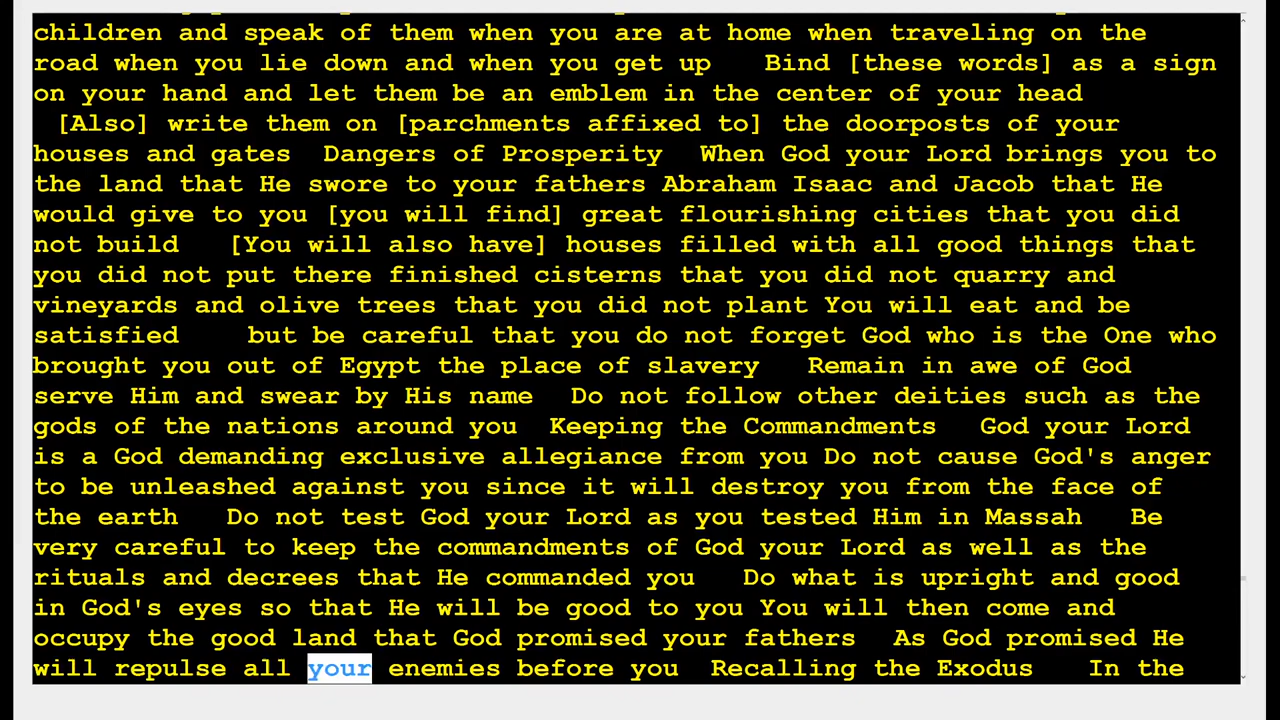 children and speak of them when you are at home when traveling on the
road when you lie down and when you get up Bind [these words] as a sign
on your hand and let them be an emblem in the center of your head
[Also] write them on [parchments affixed to] the doorposts of your
houses and gates Dangers of Prosperity When God your Lord brings you to
the land that He swore to your fathers Abraham Isaac and Jacob that He
would give to you [you will find] great flourishing cities that you did
not build [You will also have] houses filled with all good things that
you did not put there finished cisterns that you did not quarry and
vineyards and olive trees that you did not plant You will eat and be
satisfied but be careful that you do not forget God who is the One who
brought you out of Egypt the place of slavery Remain in awe of God
serve Him and swear by His name Do not follow other deities such as the
gods of the nations around you Keeping the Commandments God your Lord
is a God demanding exclusive allegiance from you Do not cause God's anger
to be unleashed against you since it will destroy you from the face of
the earth Do not test God your Lord as you tested Him in Massah Be
very careful to keep the commandments of God your Lord as well as the
rituals and decrees that He commanded you Do what is upright and good
in God's eyes so that He will be good to you You will then come and
occupy the good land that God promised your fathers As God promised He
will repulse all your enemies before you Recalling the Exodus In the